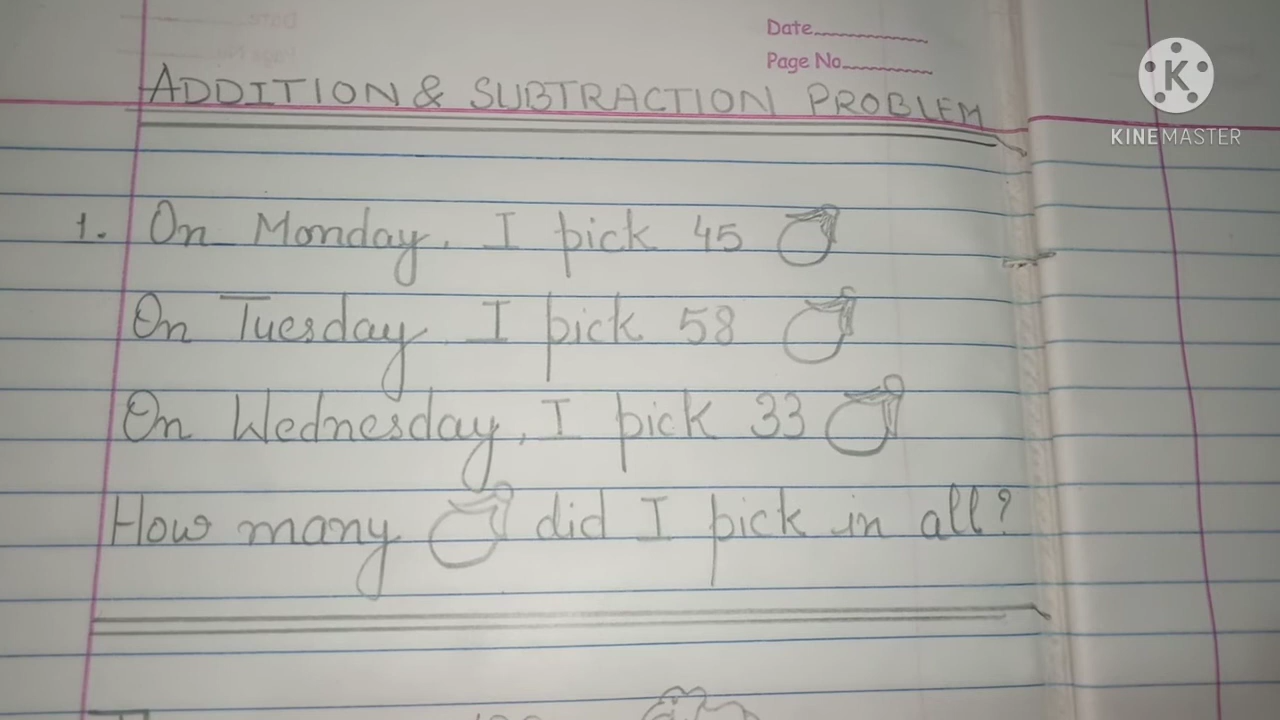 Date
Page No
ADDITION & SUBTRACTION PROBLEM
K
KINEMASTER
1. On Monday, I pick 45
On Tuesday, I pick 58
On Wednesday, I pick 33
How many did I pick in all?